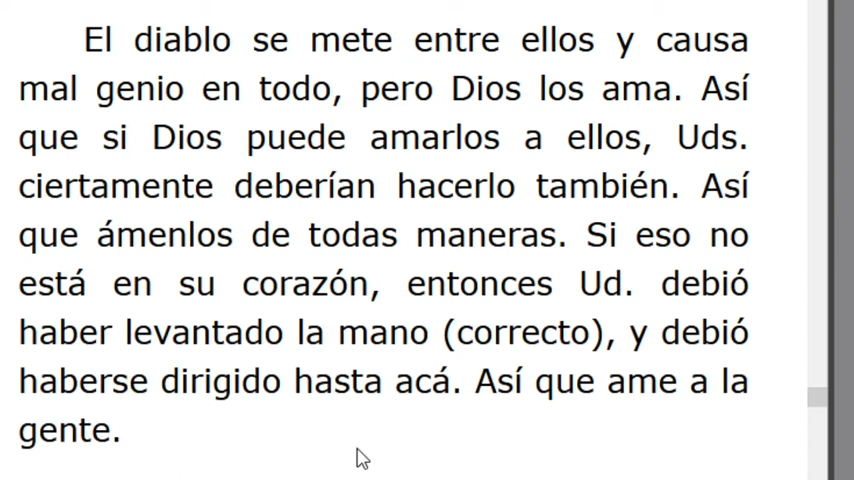 El diablo se mete entre ellos y causa
mal genio en todo, pero Dios los ama. Así
que si Dios puede amarlos a ellos, Uds.
ciertamente deberían hacerlo también. Así
que ámenlos de todas maneras. Si eso no
está en su corazón, entonces Ud. debió
haber levantado la mano (correcto), y debió
haberse dirigido hasta acá. Así que ame a la
gente.